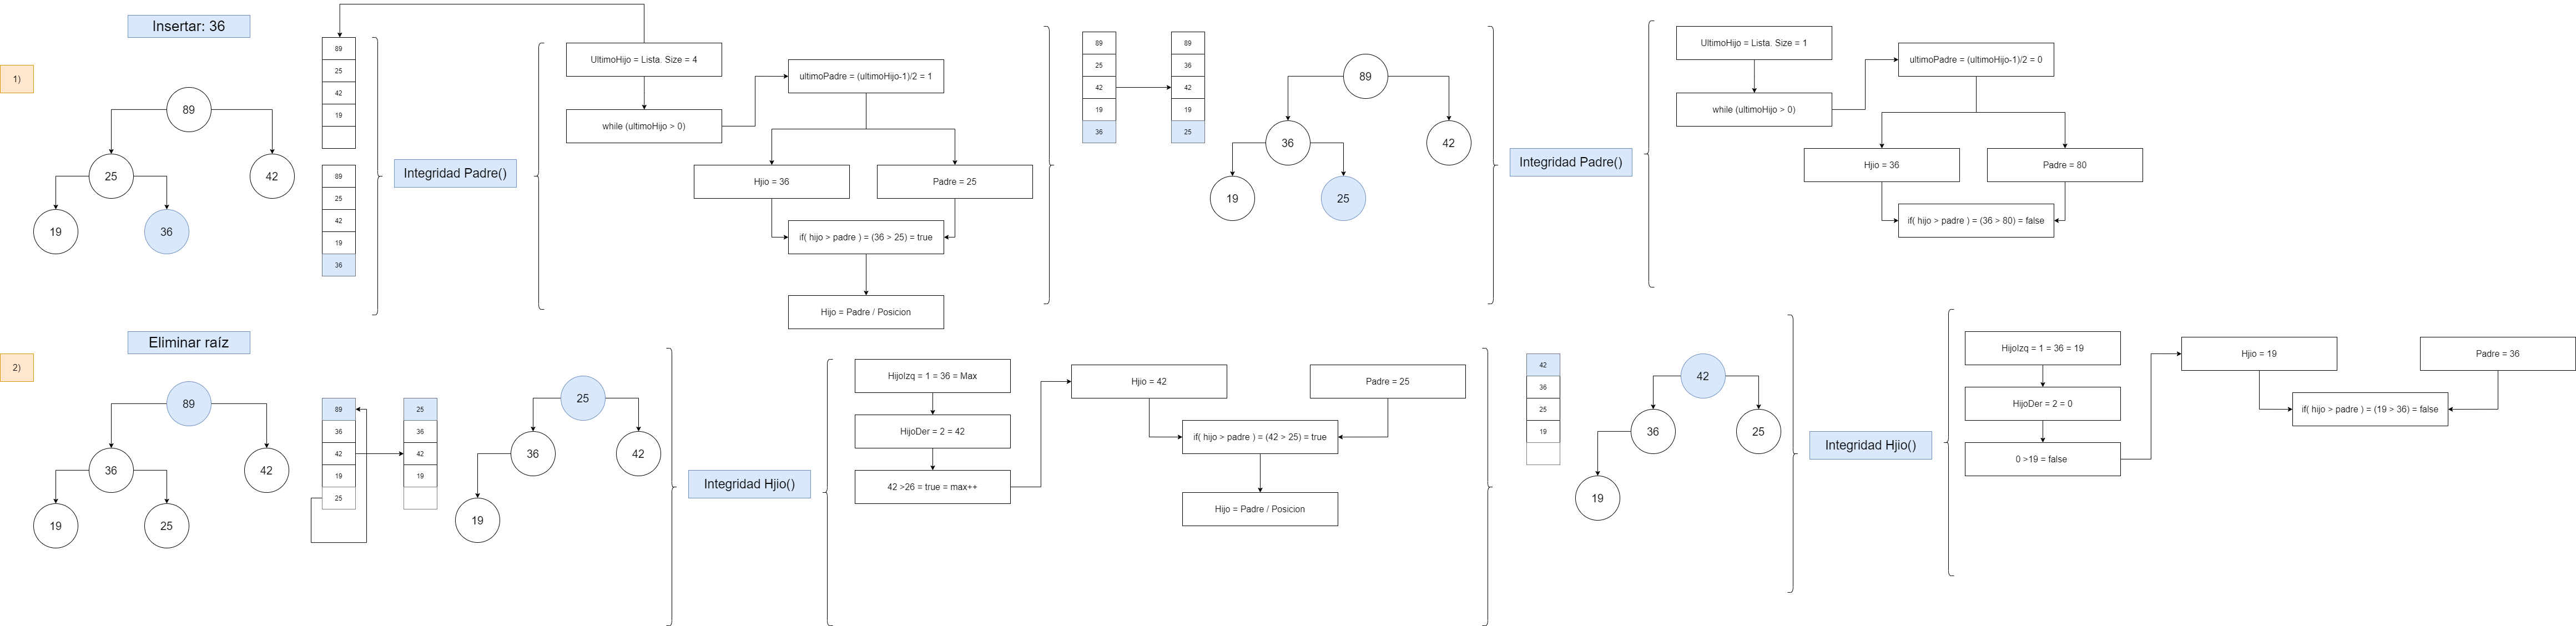 Insertar: 36
1)
89
25
42
19
36
89
25
42
19
89
25
42
19
36
Integridad Padre()
UltimoHijo = Lista. Size = 4
while (ultimoHijo > 0)
ultimoPadre = (ultimoHijo-1)/2 = 1
Hjio = 36
Padre = 25
if( hijo > padre ) = (36 > 25) = true
Hijo = Padre / Posicion
89
25
42
19
36
89
36
42
19
25
89
36
42
19
25
Integridad Padre()
UltimoHijo = Lista. Size = 1
while (ultimoHijo > 0)
ultimoPadre = (ultimoHijo-1)/2 = 0
Hjio = 36
Padre = 80
if( hijo > padre ) = (36 > 80) = false
Eliminar raíz
2)
89
36
42
19
25
89
36
42
19
25
25
36
42
19
25
36
42
19
Integridad Hjio()
HijoIzq = 1 = 36 = Max
HijoDer = 2 = 42
42 >26 = true = max++
Hjio = 42
Padre = 25
if( hijo > padre ) = (42 > 25) = true
Hijo = Padre / Posicion
42
36
25
19
42
36
25
19
Integridad Hjio()
HijoIzq = 1 = 36 = 19
HijoDer = 2 = 0
0 >19 = false
Hjio = 19
Padre = 36
if( hijo > padre ) = (19 > 36) = false